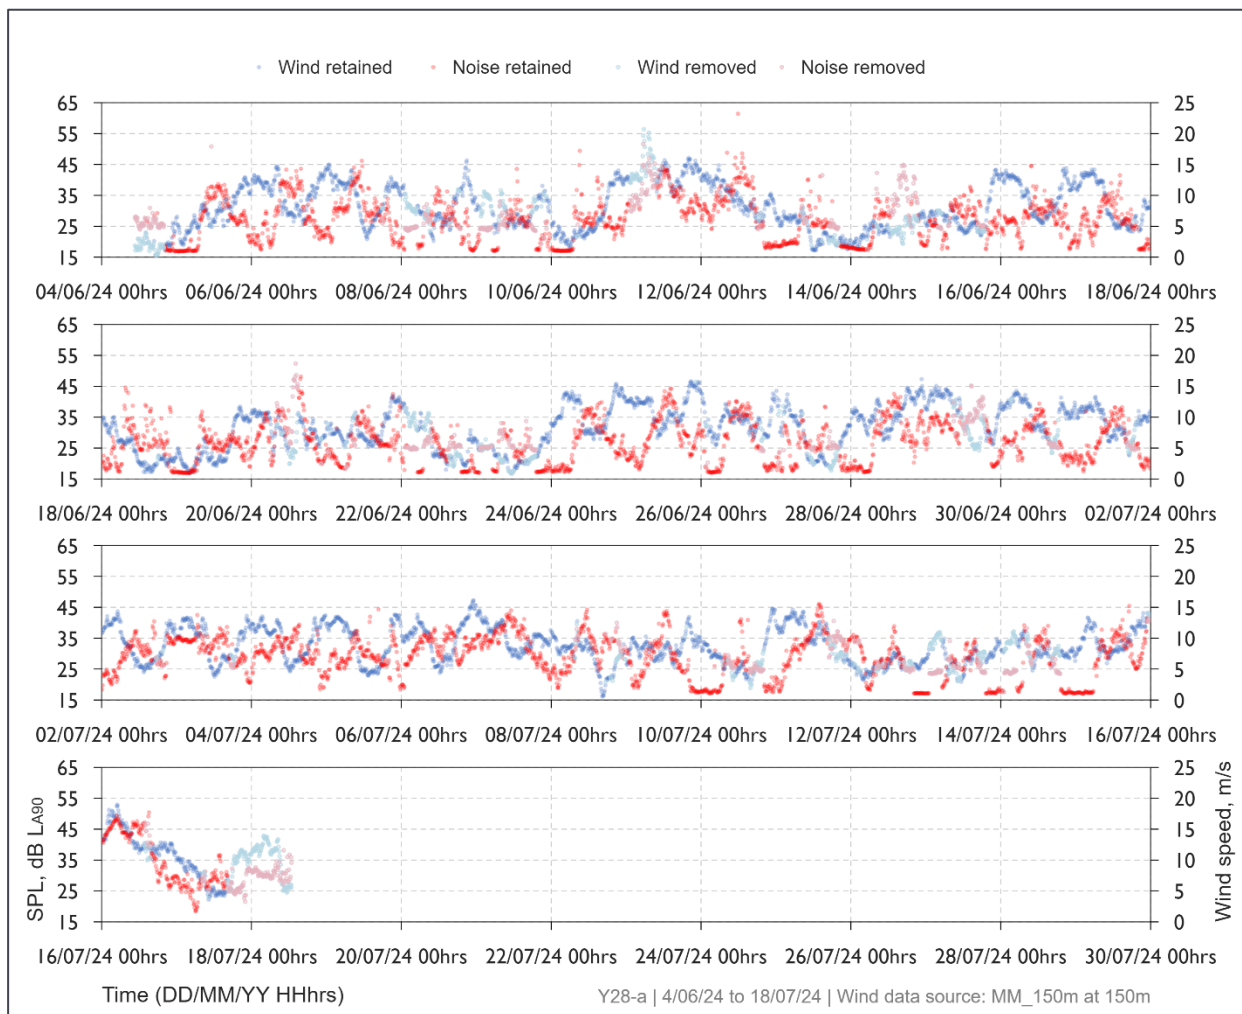 Wind retained Noise retained Wind removed Noise removed
65 25
55 20
45 15
35 10
25 5
15 0
04/06/24 00hrs 06/06/24 00hrs 08/06/24 00hrs 10/06/24 00hrs 12/06/24 00hrs 14/06/24 00hrs 16/06/24 00hrs 18/06/24 00hrs
65 25
55 20
45 15
35 10
25 5
15 0
18/06/24 00hrs 20/06/24 00hrs 22/06/24 00hrs 24/06/24 00hrs 26/06/24 00hrs 28/06/24 00hrs 30/06/24 00hrs 02/07/24 00hrs
65 25
55 20
45 15
35 10
25 5
15 0
02/07/24 00hrs 04/07/24 00hrs 06/07/24 00hrs 08/07/24 00hrs 10/07/24 00hrs 12/07/24 00hrs 14/07/24 00hrs 16/07/24 00hrs
SPL, dB LA90
65 25
55 20
45 15
35 10
25 5
15 0
Wind speed, m/s
16/07/24 00hrs 18/07/24 00hrs 20/07/24 00hrs 22/07/24 00hrs 24/07/24 00hrs 26/07/24 00hrs 28/07/24 00hrs 30/07/24 00hrs
Time (DD/MM/YY HHhrs)
Y28-a | 4/06/24 to 18/07/24 | Wind data source: MM_150m at 150m